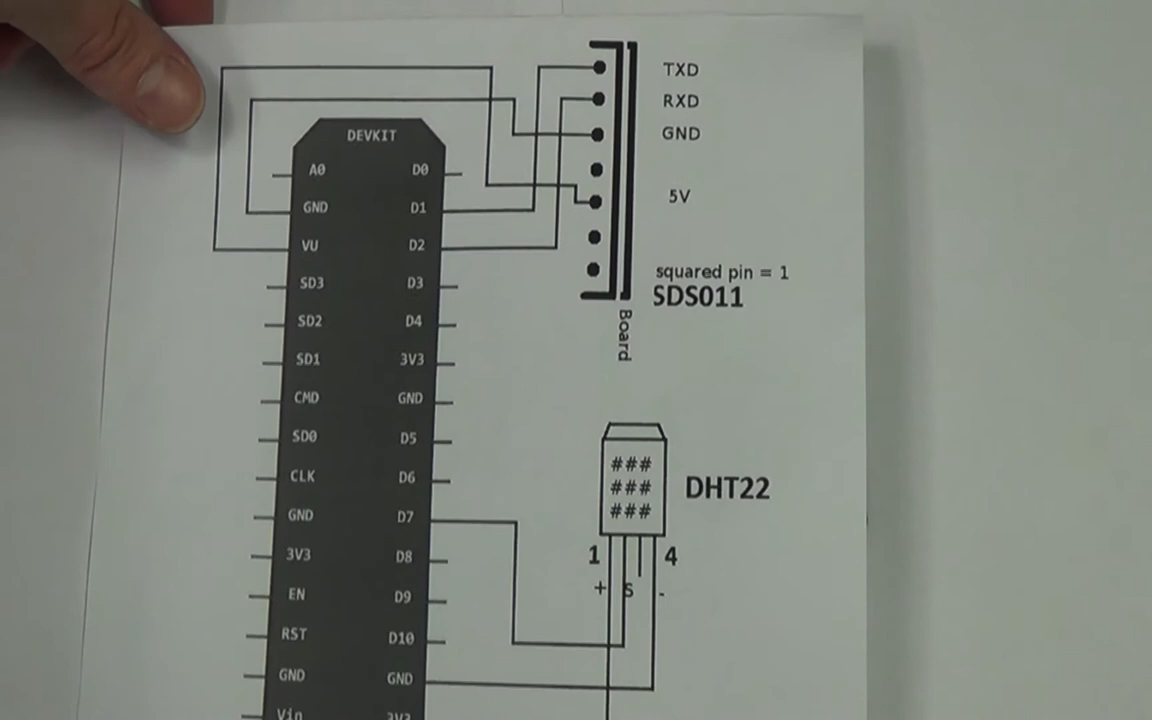 TXD
RXD
GND
5V
squared pin = 1
SDS011
Board
DEVKIT
A0 D0
GND D1
VU D2
SD3 D3
SD2 D4
SD1 3V3
CMD GND
SD0 D5
CLK D6
GND D7
3V3 D8
EN D9
RST D10
GND GND
Vin 3V3
###
###
###
DHT22
1 4
+ S -